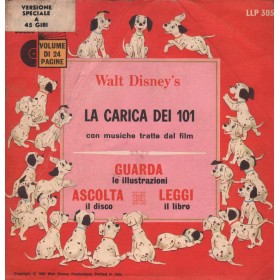 VERSIONE
SPECIALE
A
45 GIRI
LLP 305
VOLUME
DI 24
PAGINE
Walt Disney's
LA CARICA DEI 101
con musiche tratte dal film
GUARDA
le illustrazioni
ASCOLTA LEGGI
il disco il libro